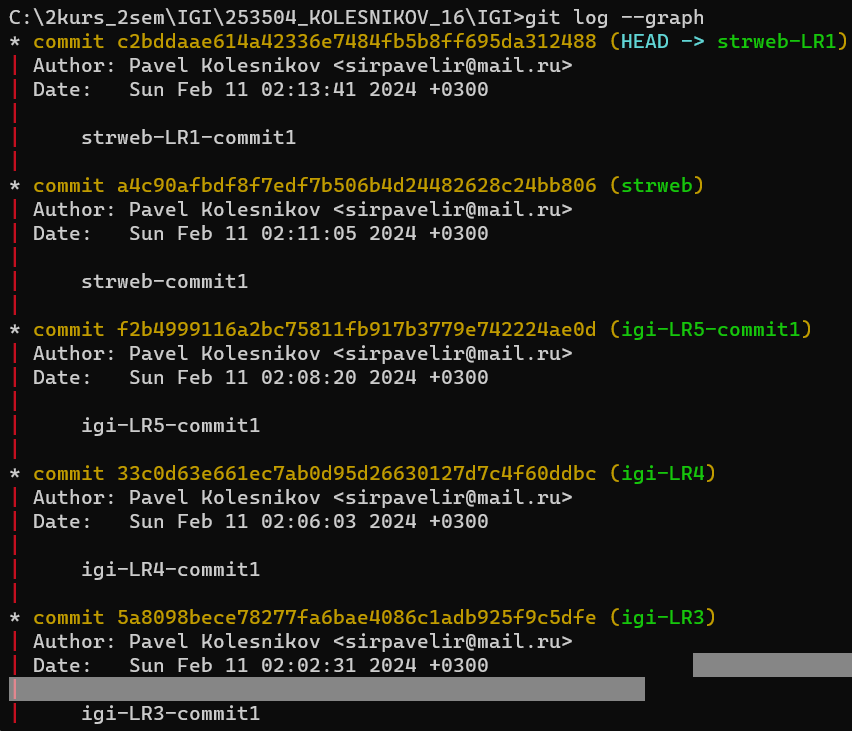 C:\2kurs_2sem\IGI\253504_KOLESNIKOV_16\IGI>git log --graph
* commit c2bddaae614a42336e7484fb5b8ff695da312488 (HEAD -> strweb-LR1)
| Author: Pavel Kolesnikov <sirpavelir@mail.ru>
| Date:   Sun Feb 11 02:13:41 2024 +0300
|
|     strweb-LR1-commit1
|
* commit a4c90afbdf8f7edf7b506b4d24482628c24bb806 (strweb)
| Author: Pavel Kolesnikov <sirpavelir@mail.ru>
| Date:   Sun Feb 11 02:11:05 2024 +0300
|
|     strweb-commit1
|
* commit f2b4999116a2bc75811fb917b3779e742224ae0d (igi-LR5-commit1)
| Author: Pavel Kolesnikov <sirpavelir@mail.ru>
| Date:   Sun Feb 11 02:08:20 2024 +0300
|
|     igi-LR5-commit1
|
* commit 33c0d63e661ec7ab0d95d26630127d7c4f60ddbc (igi-LR4)
| Author: Pavel Kolesnikov <sirpavelir@mail.ru>
| Date:   Sun Feb 11 02:06:03 2024 +0300
|
|     igi-LR4-commit1
|
* commit 5a8098bece78277fa6bae4086c1adb925f9c5dfe (igi-LR3)
| Author: Pavel Kolesnikov <sirpavelir@mail.ru>
| Date:   Sun Feb 11 02:02:31 2024 +0300
|
|     igi-LR3-commit1